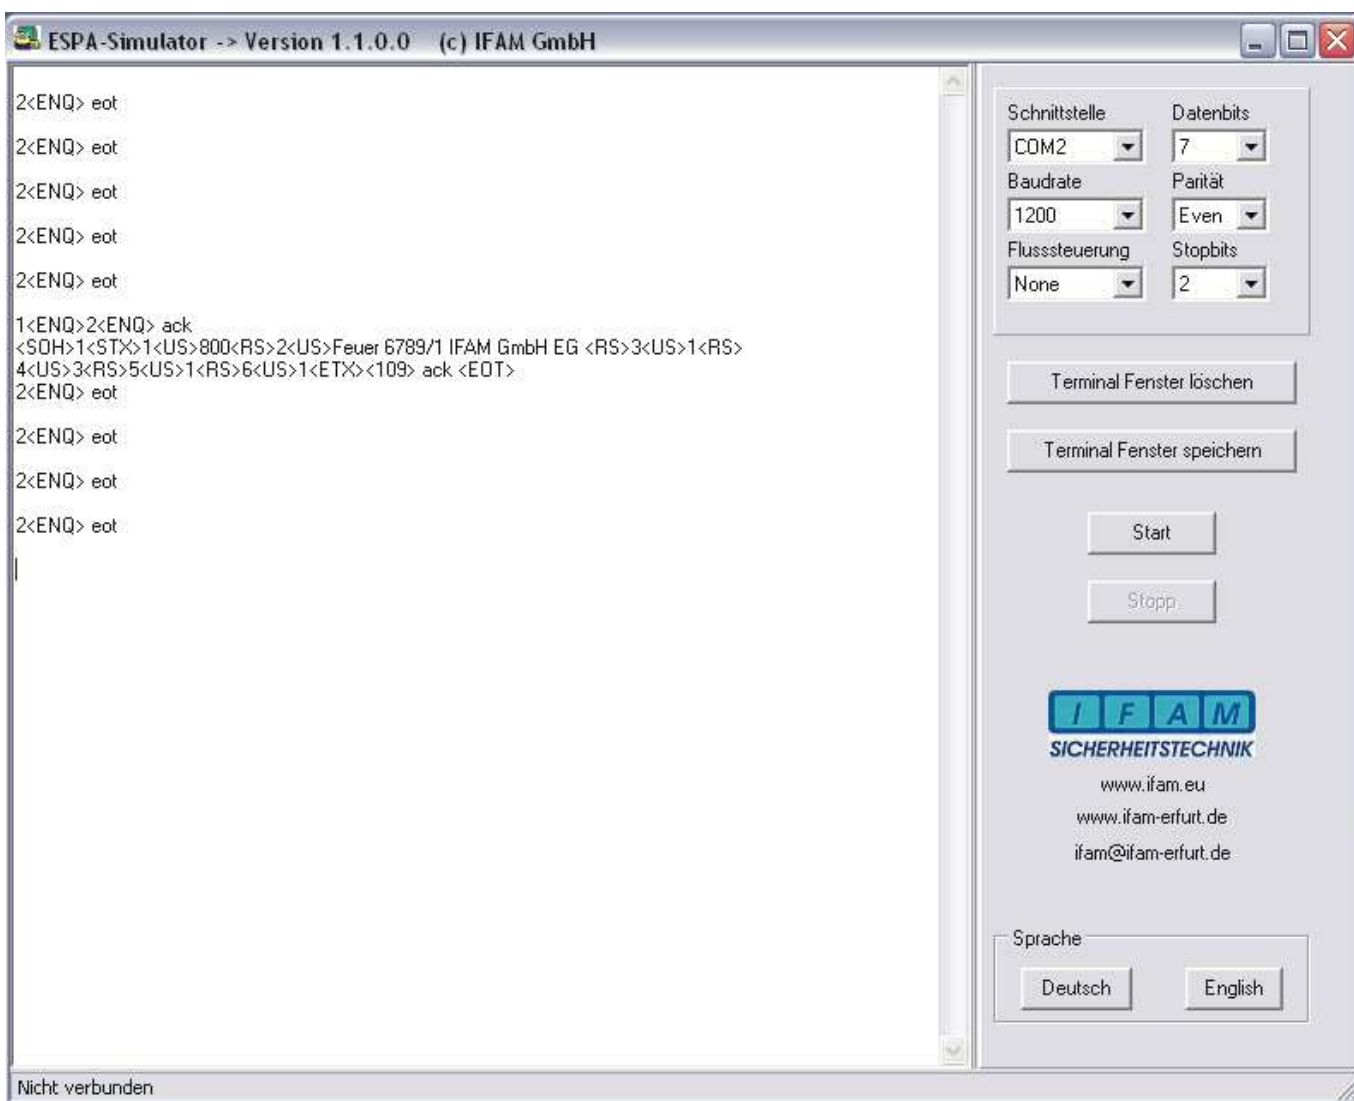 ESPA-Simulator -> Version 1.1.0.0 (c) IFAM GmbH
2<ENQ> eot
2<ENQ> eot
2<ENQ> eot
2<ENQ> eot
2<ENQ> eot
1<ENQ>2<ENQ> ack
<SOH>1<STX>1<US>800<RS>2<US>Feuer 6789/1 IFAM GmbH EG <RS>3<US>1<RS>
4<US>3<RS>5<US>1<RS>6<US>1<ETX><109> ack <EOT>
2<ENQ> eot
2<ENQ> eot
2<ENQ> eot
2<ENQ> eot
Schnittstelle Datenbits
COM2 7
Baudrate Parität
1200 Even
Flusssteuerung Stopbits
None 2
Terminal Fenster löschen
Terminal Fenster speichern
Start
Stopp
IFAM
SICHERHEITSTECHNIK
www.ifam.eu
www.ifam-erfurt.de
ifam@ifam-erfurt.de
Sprache
Deutsch English
Nicht verbunden